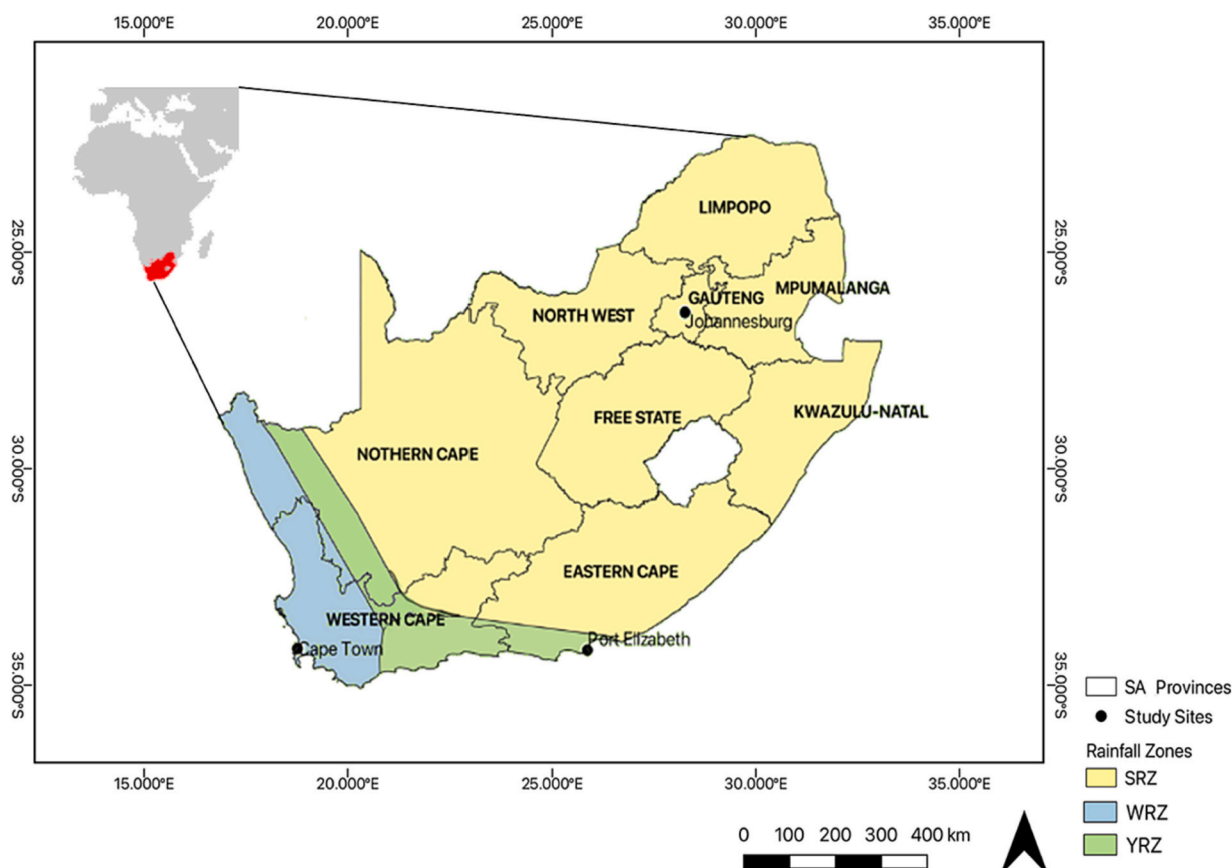 15.000°E 20.000°E 25.000°E 30.000°E 35.000°E
LIMPOPO
25.000°S 25.000°S
MPUMALANGA
GAUTENG
NORTH WEST
Johannesburg
KWAZULU-NATAL
FREE STATE
NOTHERN CAPE
30.000°S 30.000°S
EASTERN CAPE
WESTERN CAPE
Port Elizabeth
Cape Town
35.000°S 35.000°S
SA Provinces
Study Sites
Rainfall Zones
SRZ
WRZ
YRZ
15.000°E 20.000°E 25.000°E 30.000°E 35.000°E
0 100 200 300 400 km